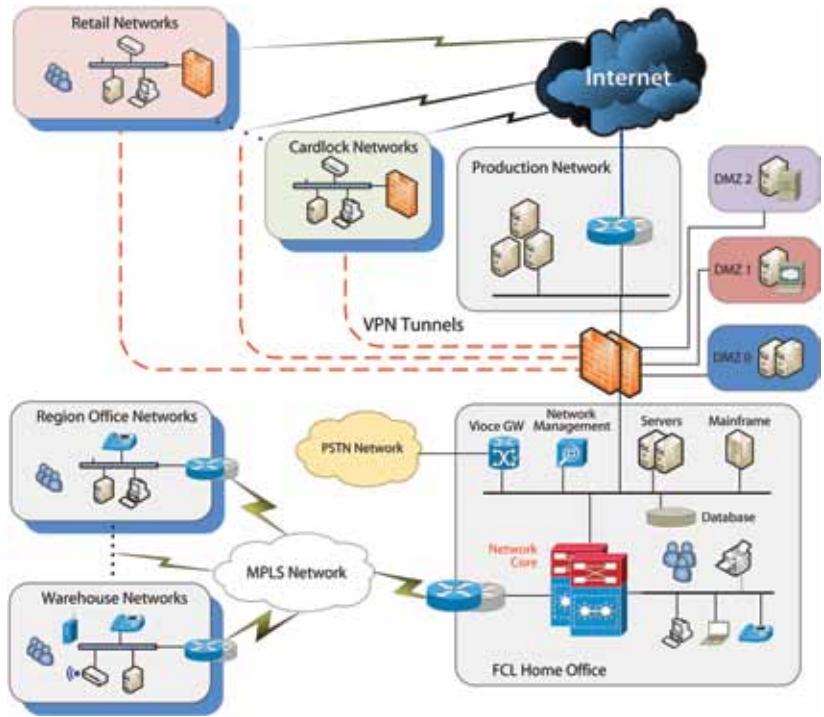 Retail Networks
Internet
Cardlock Networks
Production Network
DMZ 2
DMZ 1
DMZ 0
VPN Tunnels
Region Office Networks
PSTN Network
Vioce GW
Network
Management
Servers
Mainframe
Database
Network
Core
MPLS Network
Warehouse Networks
FCL Home Office